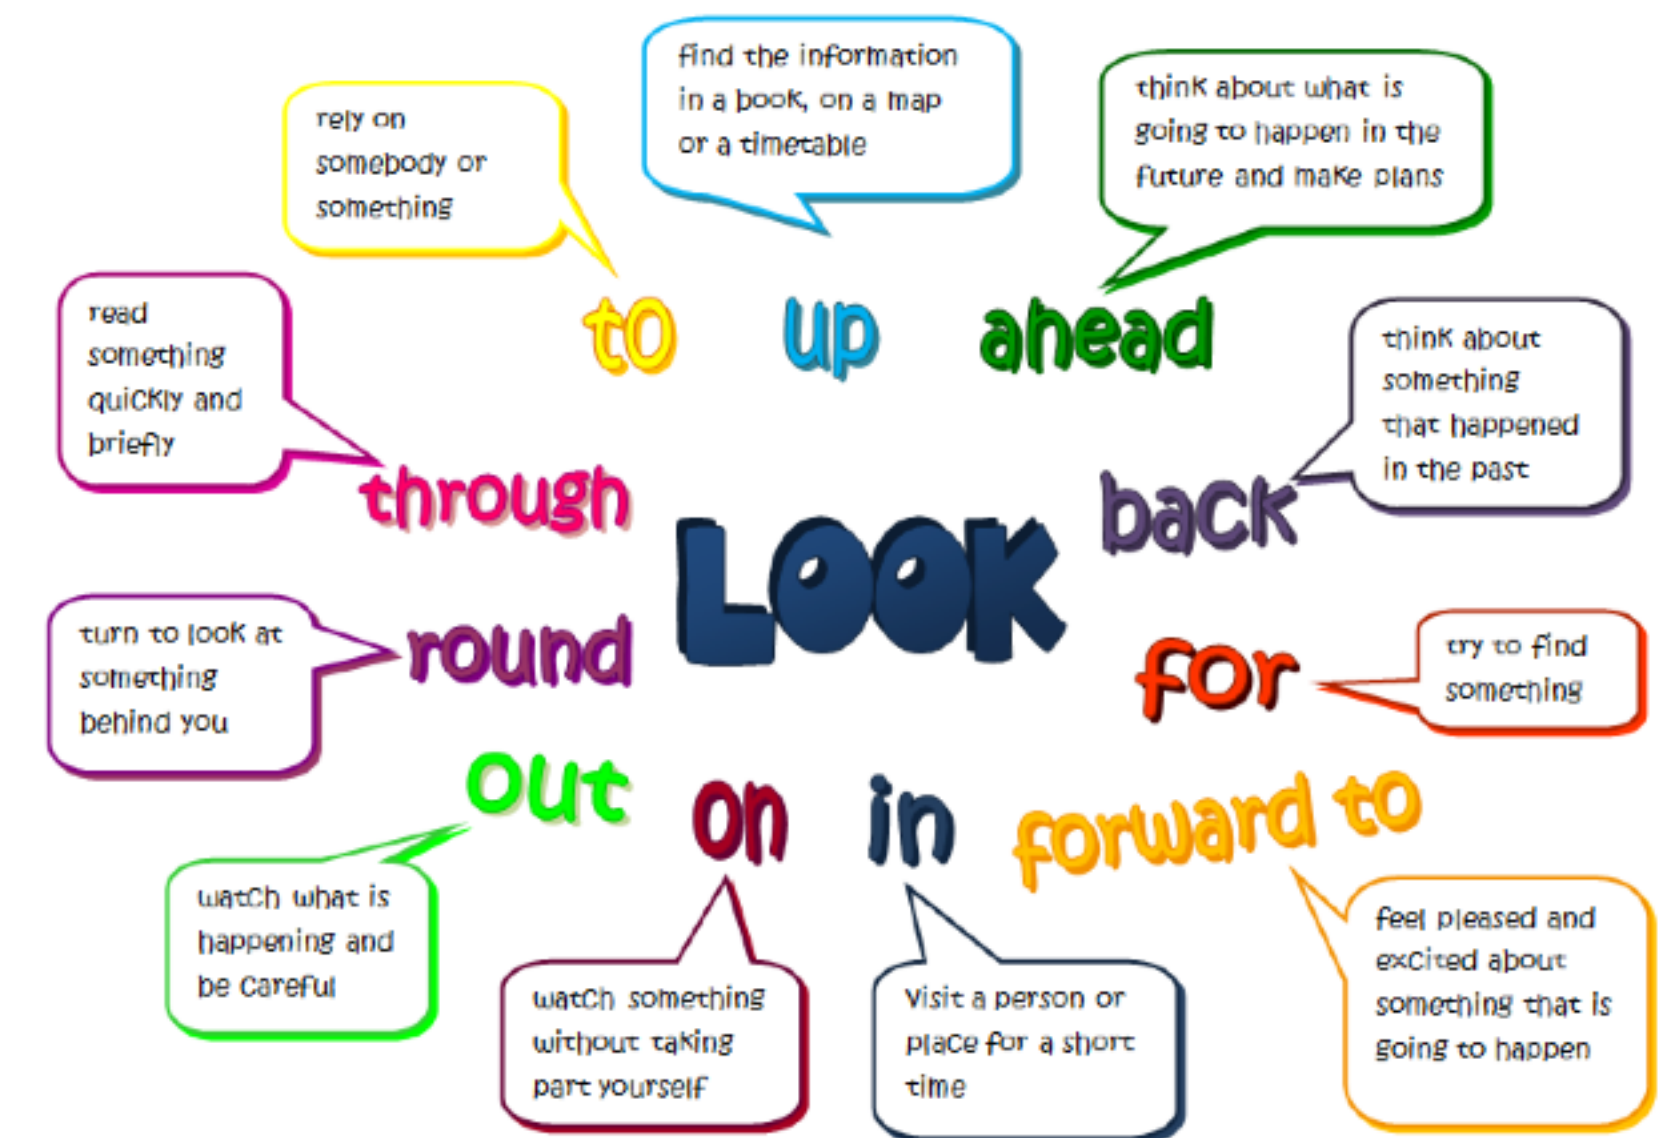 find the information
in a book, on a map
or a timetable
think about what is
going to happen in the
future and make plans
rely on
somebody or
something
to
up
ahead
read
something
quickly and
briefly
think about
something
that happened
in the past
through
back
LOOK
turn to look at
something
behind you
round
for
try to find
something
out
on
in
forward to
watch what is
happening and
be careful
watch something
without taking
part yourself
visit a person or
place for a short
time
feel pleased and
excited about
something that is
going to happen